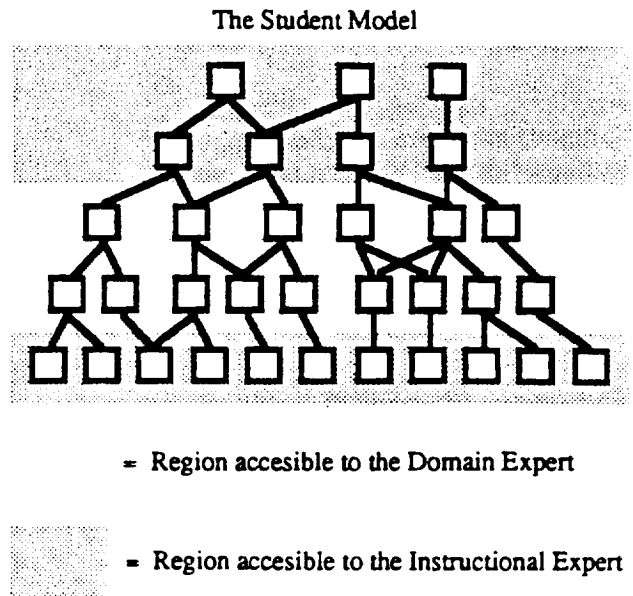 The Student Model
= Region accesible to the Domain Expert
= Region accesible to the Instructional Expert